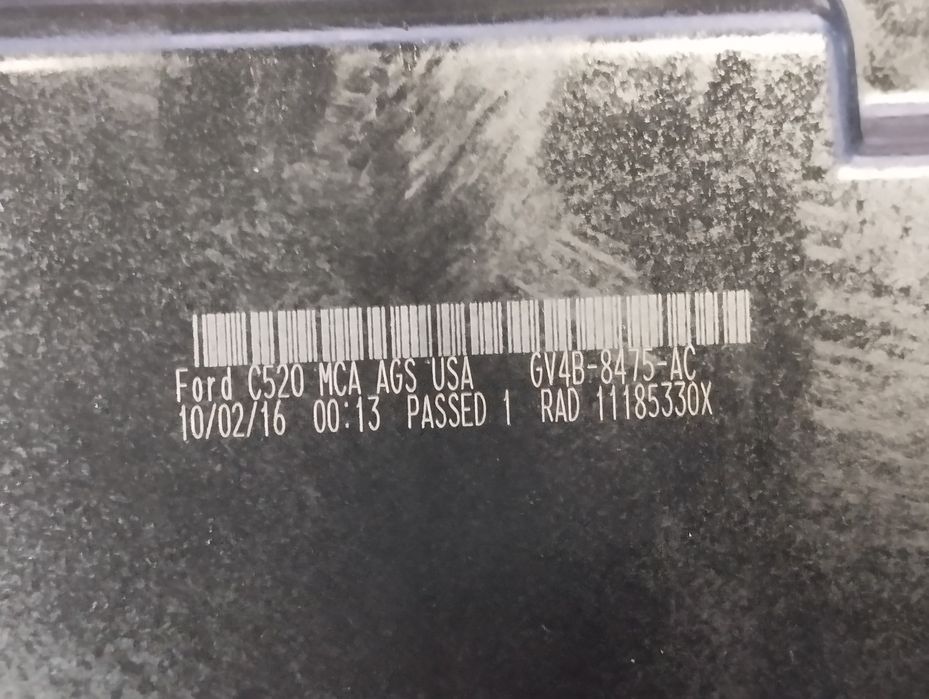 Ford C520 MCA AGS USA GV4B-8475-AC
10/02/16 00:13 PASSED 1 RAD 11185330X